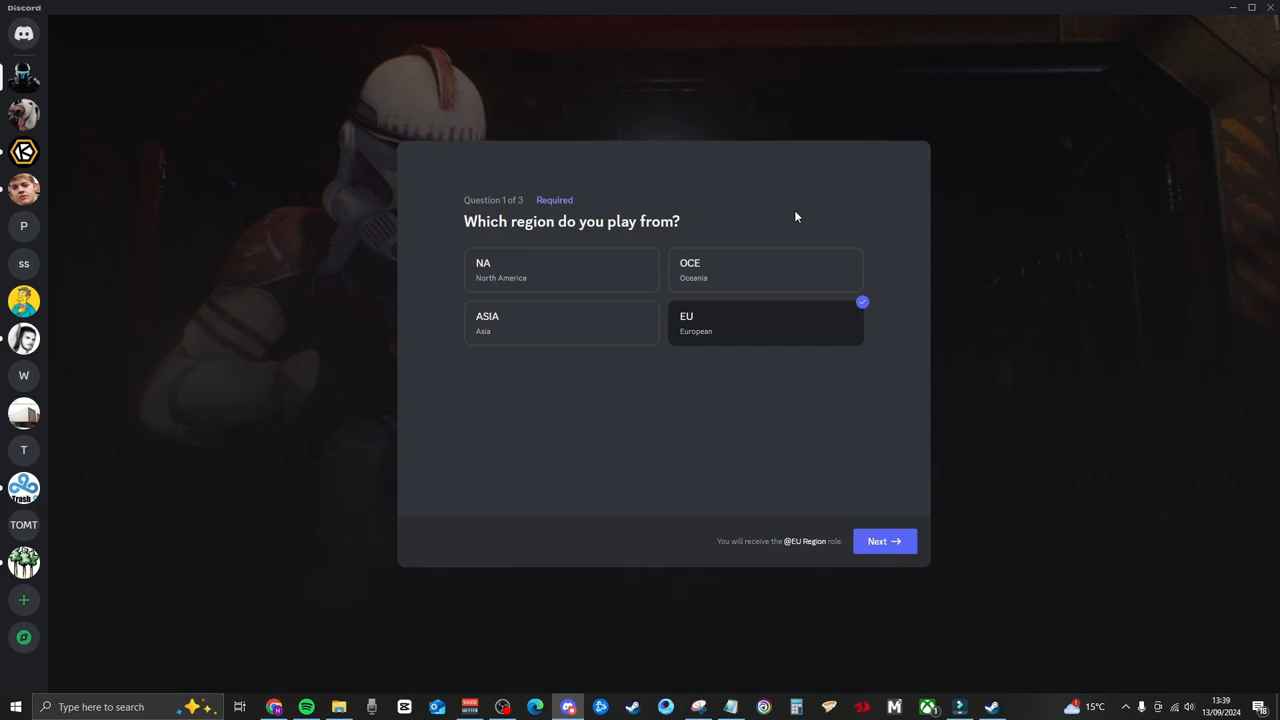 Discord
Question 1 of 3 · Required
Which region do you play from?
NA
North America
OCE
Oceania
ASIA
Asia
EU
European
You will receive the @EU Region role.
Next →
P
ss
W
T
Trash
TOMT
Type here to search
15°C
13:39
13/09/2024
18